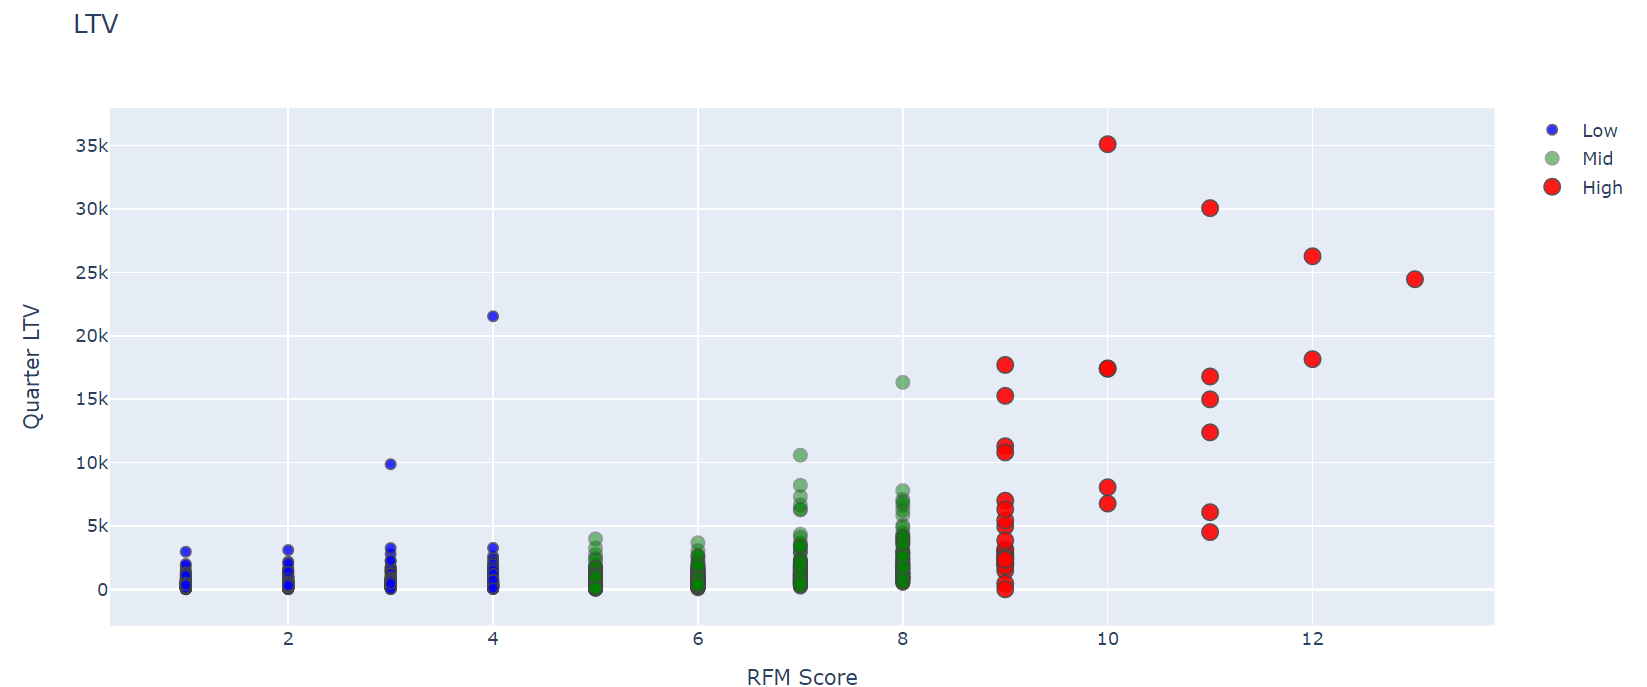 LTV
35k
30k
25k
20k
15k
10k
5k
0
Quarter LTV
2 4 6 8 10 12
RFM Score
Low
Mid
High